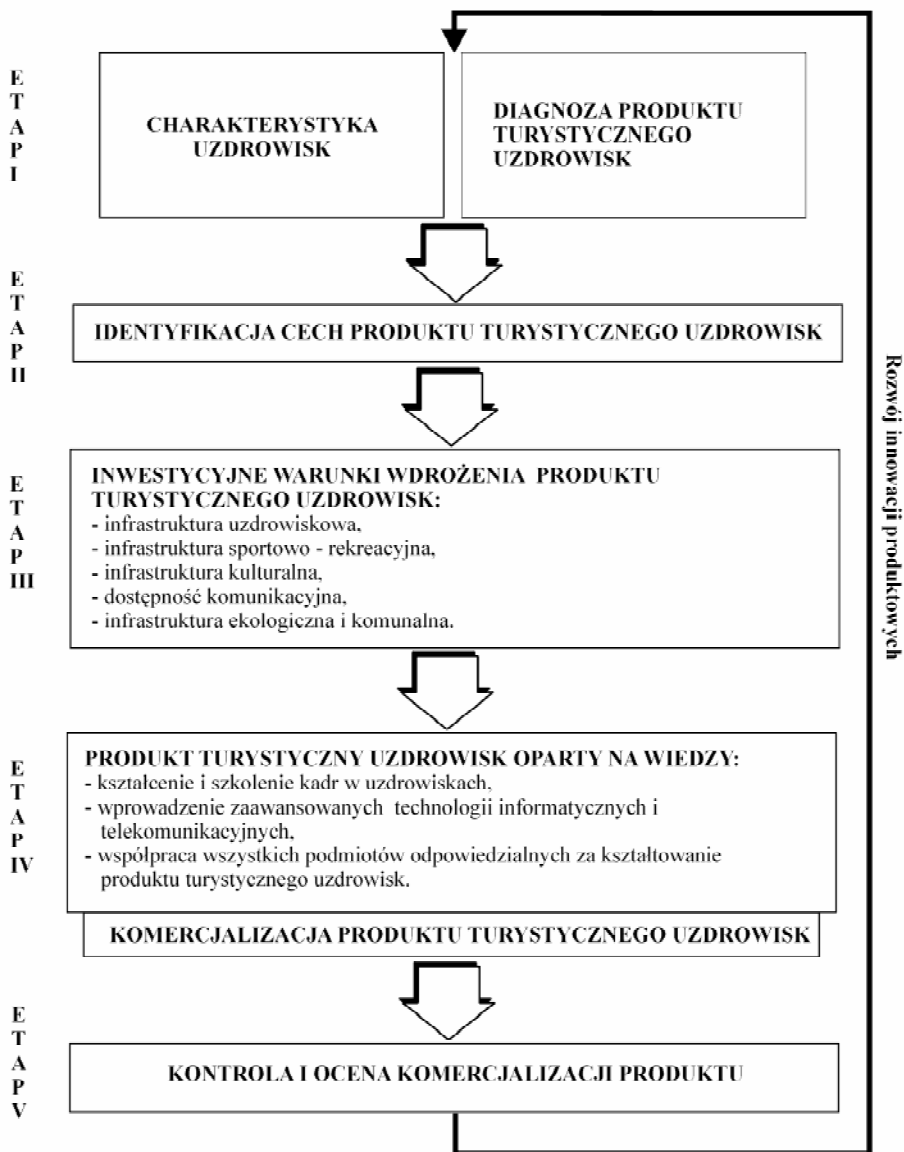 ETAP I
CHARAKTERYSTYKA
UZDROWISK
DIAGNOZA PRODUKTU
TURYSTYCZNEGO
UZDROWISK
ETAP II
IDENTYFIKACJA CECH PRODUKTU TURYSTYCZNEGO UZDROWISK
ETAP III
INWESTYCYJNE WARUNKI WDROŻENIA PRODUKTU
TURYSTYCZNEGO UZDROWISK:
- infrastruktura uzdrowiskowa,
- infrastruktura sportowo - rekreacyjna,
- infrastruktura kulturalna,
- dostępność komunikacyjna,
- infrastruktura ekologiczna i komunalna.
ETAP IV
PRODUKT TURYSTYCZNY UZDROWISK OPARTY NA WIEDZY:
- kształcenie i szkolenie kadr w uzdrowiskach,
- wprowadzenie zaawansowanych technologii informatycznych i
telekomunikacyjnych,
- współpraca wszystkich podmiotów odpowiedzialnych za kształtowanie
produktu turystycznego uzdrowisk.
KOMERCJALIZACJA PRODUKTU TURYSTYCZNEGO UZDROWISK
ETAP V
KONTROLA I OCENA KOMERCJALIZACJI PRODUKTU
Rozwój innowacji produktowych